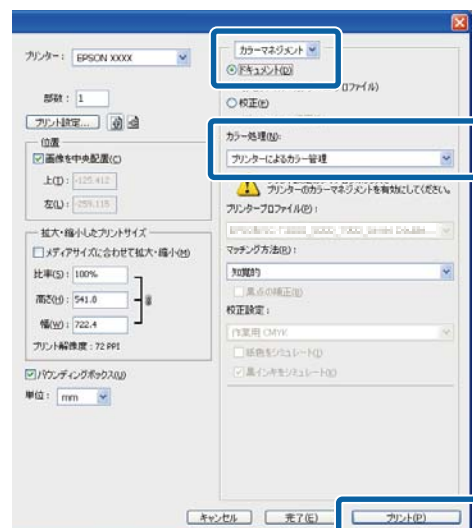 プリンター： EPSON XXXX
部数： 1
プリント設定...
位置
画像を中央配置(C)
上(T)： -125.412
左(L)： -259.115
拡大・縮小したプリントサイズ
メディアサイズに合わせて拡大・縮小(M)
比率(S)： 100%
高さ(H)： 541.0
幅(W)： 722.4
プリント解像度：72 PPI
バウンディングボックス(U)
単位： mm
カラーマネジメント
ドキュメント(D)
ロファイル)
校正(E)
カラー処理(N)：
プリンターによるカラー管理
プリンターのカラーマネジメントを有効にしてください。
プリンタープロファイル(P)：
マッチング方法(R)：
知覚的
黒点の補正(I)
校正設定：
作業用 CMYK
紙色をシミュレート(I)
黒インキをシミュレート(K)
キャンセル
完了(E)
プリント(P)